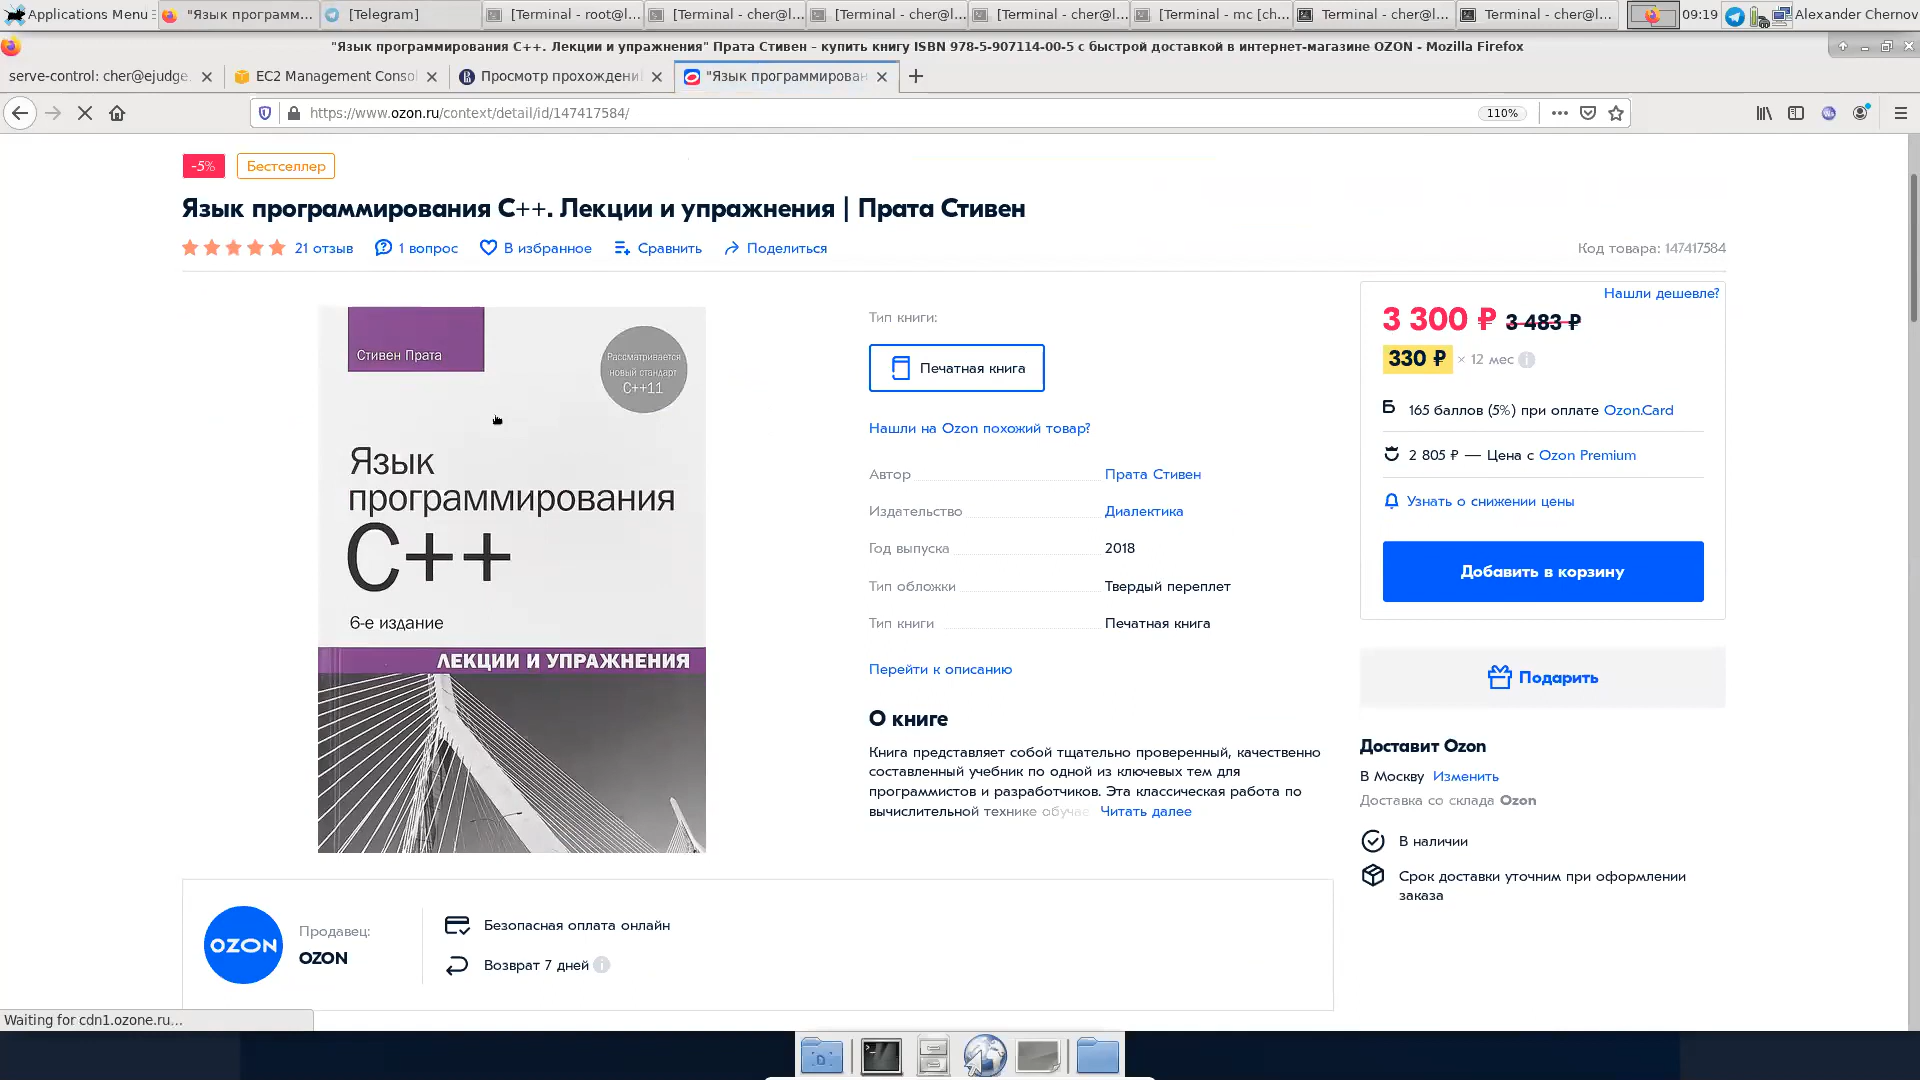 Applications Menu
"Язык программ...
[Telegram]
[Terminal - root@l...
[Terminal - cher@l...
[Terminal - cher@l...
[Terminal - cher@l...
[Terminal - mc [ch...
Terminal - cher@l...
Terminal - cher@l...
09:19
Alexander Chernov
"Язык программирования C++. Лекции и упражнения" Прата Стивен - купить книгу ISBN 978-5-907114-00-5 с быстрой доставкой в интернет-магазине OZON - Mozilla Firefox
serve-control: cher@ejudge.
EC2 Management Consol
Просмотр прохождени
"Язык программирован
https://www.ozon.ru/context/detail/id/147417584/
110%
-5%
Бестселлер
Язык программирования C++. Лекции и упражнения | Прата Стивен
21 отзыв
1 вопрос
В избранное
Сравнить
Поделиться
Код товара: 147417584
Стивен Прата
Рассматривается
новый стандарт
C++11
Язык
программирования
C++
6-е издание
ЛЕКЦИИ И УПРАЖНЕНИЯ
Тип книги:
Печатная книга
Нашли на Ozon похожий товар?
Автор Прата Стивен
Издательство Диалектика
Год выпуска 2018
Тип обложки Твердый переплет
Тип книги Печатная книга
Перейти к описанию
О книге
Книга представляет собой тщательно проверенный, качественно
составленный учебник по одной из ключевых тем для
программистов и разработчиков. Эта классическая работа по
вычислительной технике обучае Читать далее
Нашли дешевле?
3 300 ₽ 3 483 ₽
330 ₽ × 12 мес
165 баллов (5%) при оплате Ozon.Card
2 805 ₽ — Цена с Ozon Premium
Узнать о снижении цены
Добавить в корзину
Подарить
Доставит Ozon
В Москву Изменить
Доставка со склада Ozon
В наличии
Срок доставки уточним при оформлении
заказа
OZON
Продавец:
OZON
Безопасная оплата онлайн
Возврат 7 дней
Waiting for cdn1.ozone.ru...